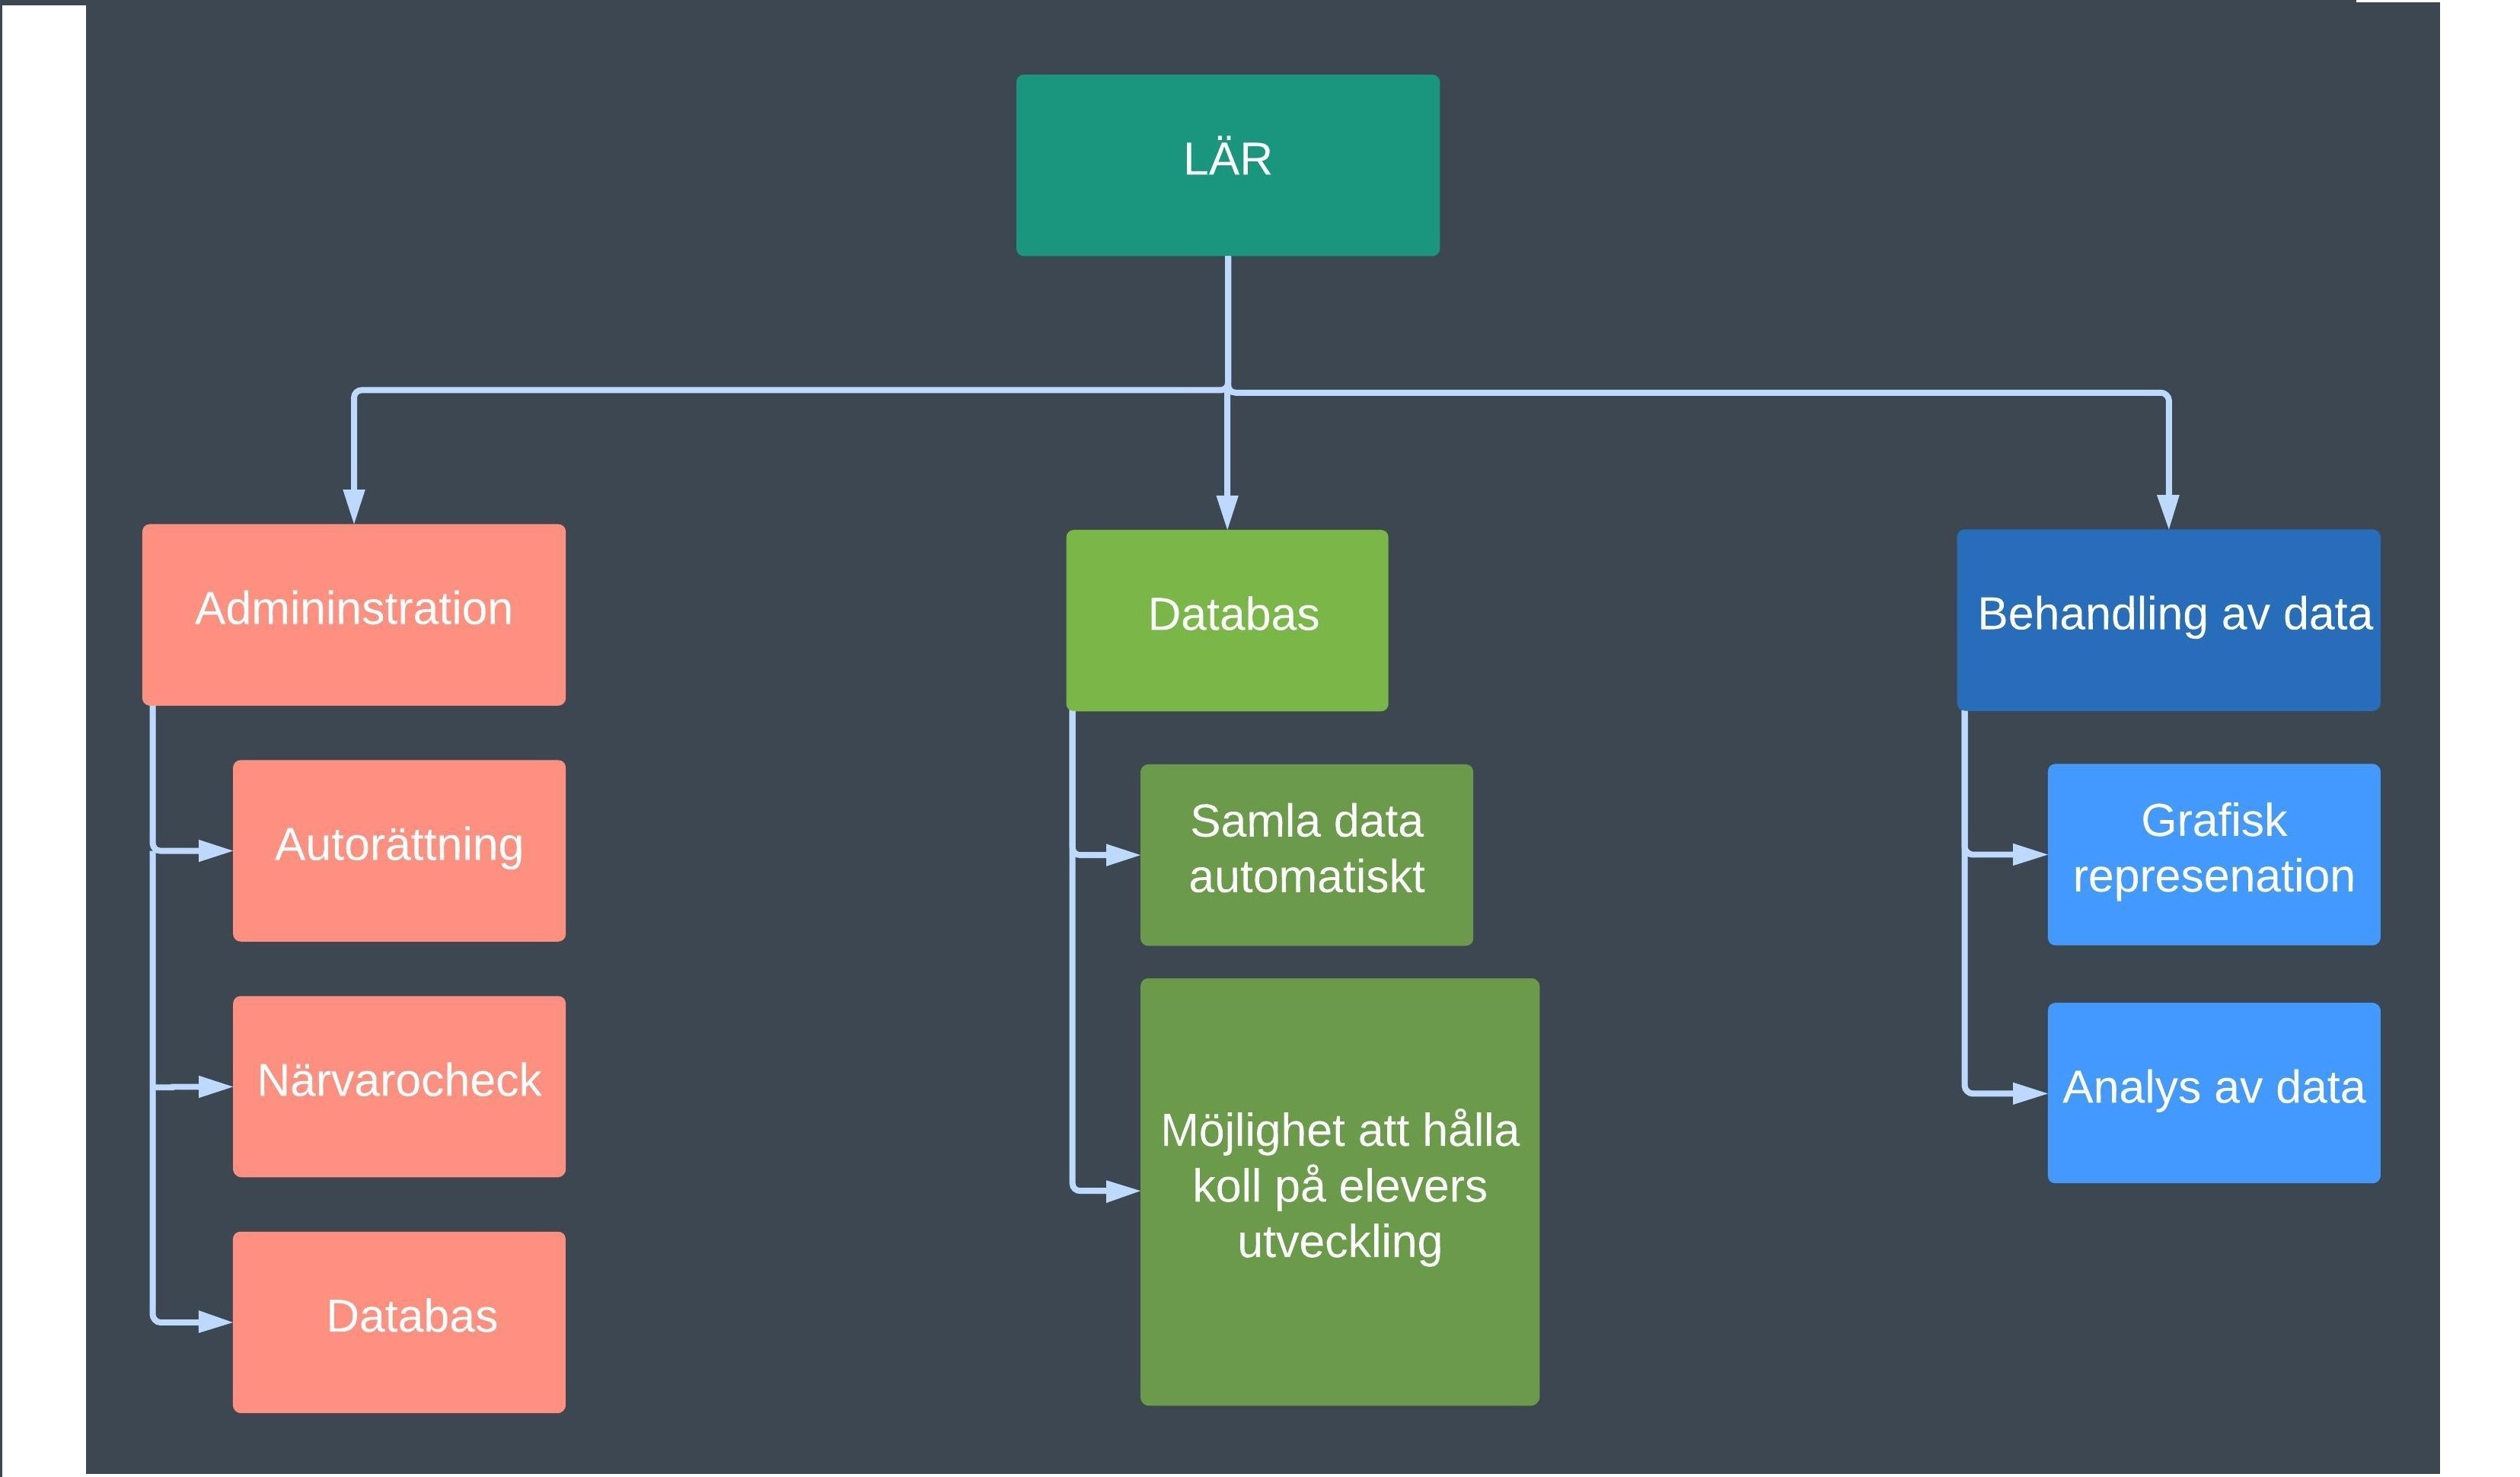 LÄR
Admininstration
Databas
Behandling av data
Autorättning
Samla data
automatiskt
Grafisk
represenation
Närvarocheck
Möjlighet att hålla
koll på elevers
utveckling
Analys av data
Databas